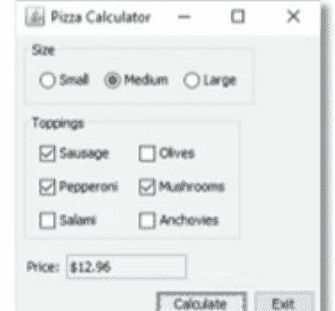 Pizza Calculator
Size
Small Medium Large
Toppings
Sausage Olives
Pepperoni Mushrooms
Salami Anchovies
Price: $12.96
Calculate Exit